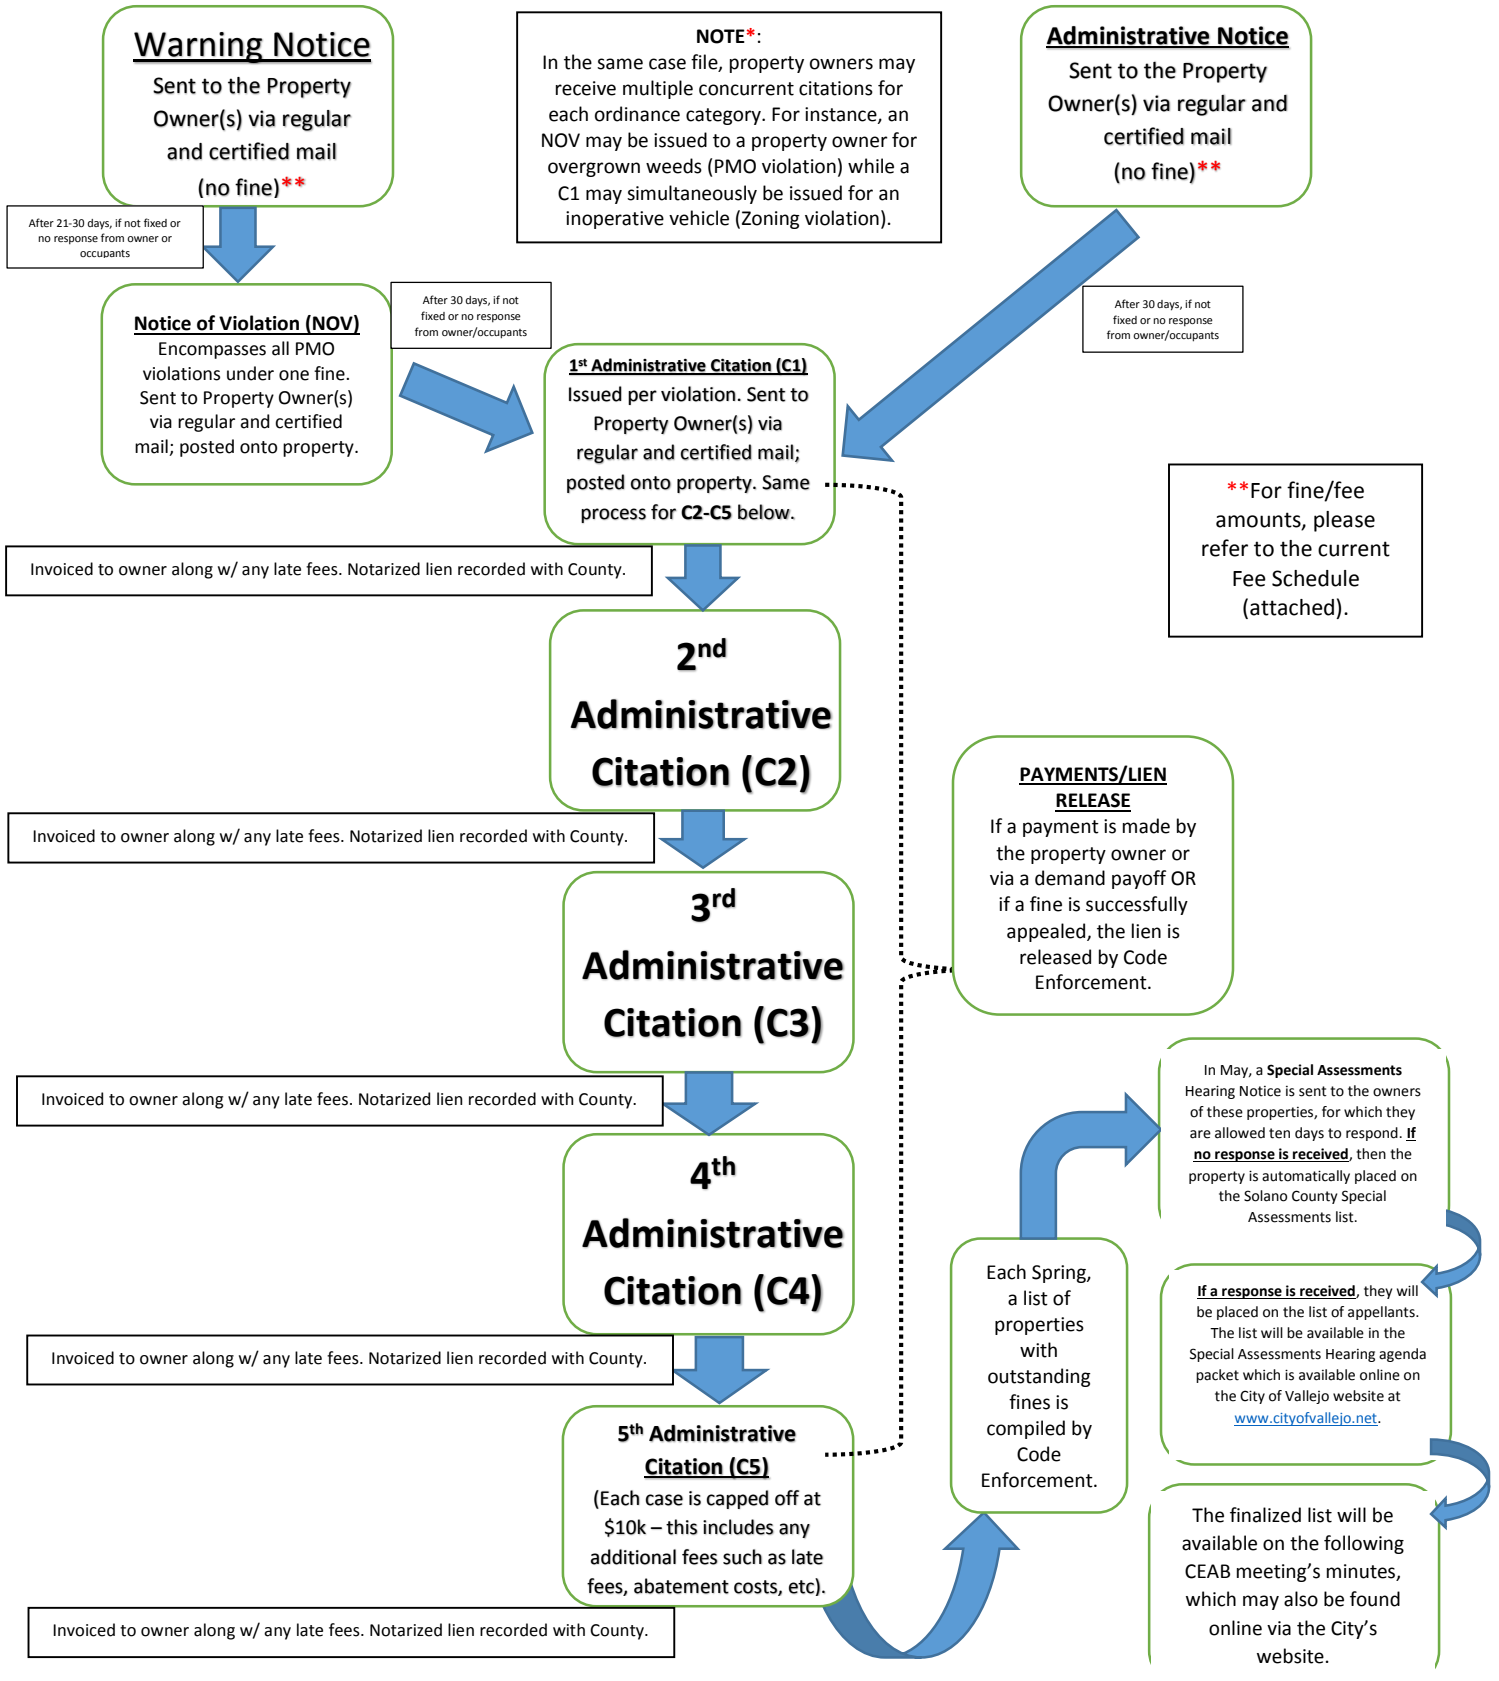 Warning Notice
Sent to the Property
Owner(s) via regular
and certified mail
(no fine)**
NOTE*:
In the same case file, property owners may
receive multiple concurrent citations for
each ordinance category. For instance, an
NOV may be issued to a property owner for
overgrown weeds (PMO violation) while a
C1 may simultaneously be issued for an
inoperative vehicle (Zoning violation).
Administrative Notice
Sent to the Property
Owner(s) via regular and
certified mail
(no fine)**
After 21-30 days, if not fixed or
no response from owner or
occupants
Notice of Violation (NOV)
Encompasses all PMO
violations under one fine.
Sent to Property Owner(s)
via regular and certified
mail; posted onto property.
After 30 days, if not
fixed or no response
from owner/occupants
After 30 days, if not
fixed or no response
from owner/occupants
1st Administrative Citation (C1)
Issued per violation. Sent to
Property Owner(s) via
regular and certified mail;
posted onto property. Same
process for C2-C5 below.
**For fine/fee
amounts, please
refer to the current
Fee Schedule
(attached).
Invoiced to owner along w/ any late fees. Notarized lien recorded with County.
2nd
Administrative
Citation (C2)
Invoiced to owner along w/ any late fees. Notarized lien recorded with County.
3rd
Administrative
Citation (C3)
PAYMENTS/LIEN
RELEASE
If a payment is made by
the property owner or
via a demand payoff OR
if a fine is successfully
appealed, the lien is
released by Code
Enforcement.
Invoiced to owner along w/ any late fees. Notarized lien recorded with County.
4th
Administrative
Citation (C4)
Invoiced to owner along w/ any late fees. Notarized lien recorded with County.
5th Administrative
Citation (C5)
(Each case is capped off at
$10k – this includes any
additional fees such as late
fees, abatement costs, etc).
Invoiced to owner along w/ any late fees. Notarized lien recorded with County.
Each Spring,
a list of
properties
with
outstanding
fines is
compiled by
Code
Enforcement.
In May, a Special Assessments
Hearing Notice is sent to the owners
of these properties, for which they
are allowed ten days to respond. If
no response is received, then the
property is automatically placed on
the Solano County Special
Assessments list.
If a response is received, they will
be placed on the list of appellants.
The list will be available in the
Special Assessments Hearing agenda
packet which is available online on
the City of Vallejo website at
www.cityofvallejo.net.
The finalized list will be
available on the following
CEAB meeting’s minutes,
which may also be found
online via the City’s
website.